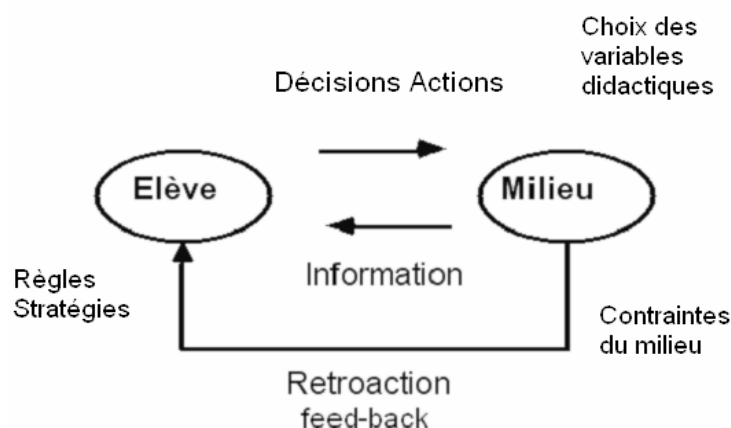 Choix des
variables
didactiques
Décisions Actions
Elève
Milieu
Information
Règles
Stratégies
Contraintes
du milieu
Retroaction
feed-back